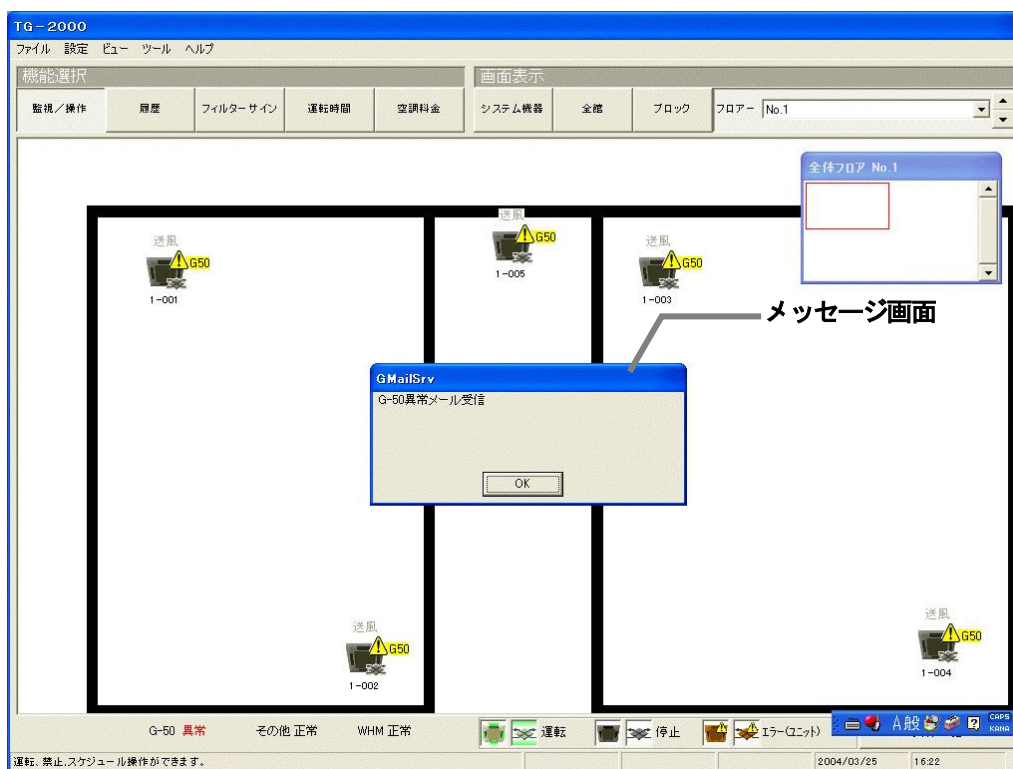 TG-2000
ファイル 設定 ビュー ツール ヘルプ
機能選択 画面表示
監視／操作 履歴 フィルターサイン 運転時間 空調料金 システム機器 全館 ブロック フロアー No.1
全体フロア No.1
送風
G50
1-001
送風
G50
1-005
送風
G50
1-003
メッセージ画面
GMailSrv
G-50異常メール受信
OK
送風
G50
1-002
送風
G50
1-004
G-50 異常 その他 正常 WHM 正常 運転 停止 エラー(ユニット)
A 般 CAPS KANA
運転、禁止、スケジュール操作ができます。 2004/03/25 16:22